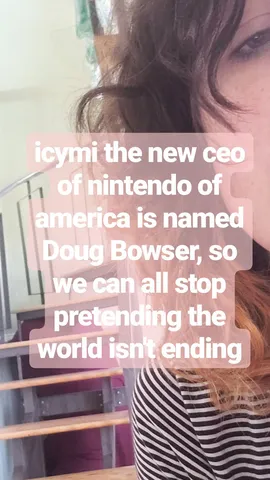 icymi the new ceo
of nintendo of
america is named
Doug Bowser, so
we can all stop
pretending the
world isn't ending